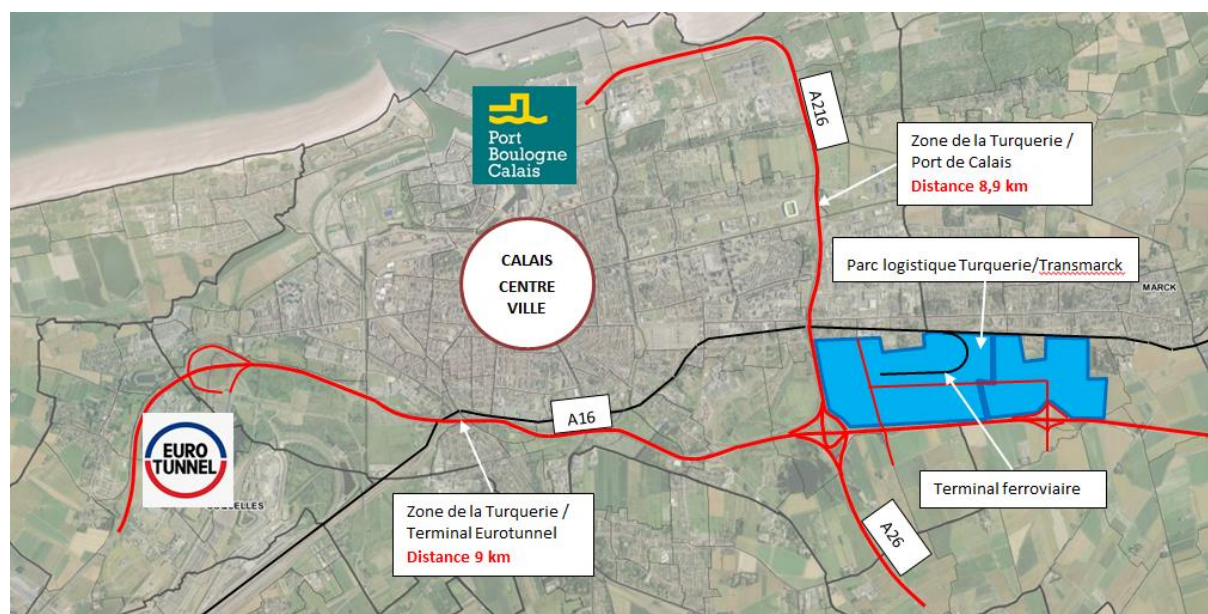 Port
Boulogne
Calais
A216
Zone de la Turquerie /
Port de Calais
Distance 8,9 km
CALAIS
CENTRE
VILLE
Parc logistique Turquerie/Transmarck
MARCK
A16
EURO
TUNNEL
Zone de la Turquerie /
Terminal Eurotunnel
Distance 9 km
Terminal ferroviaire
A26